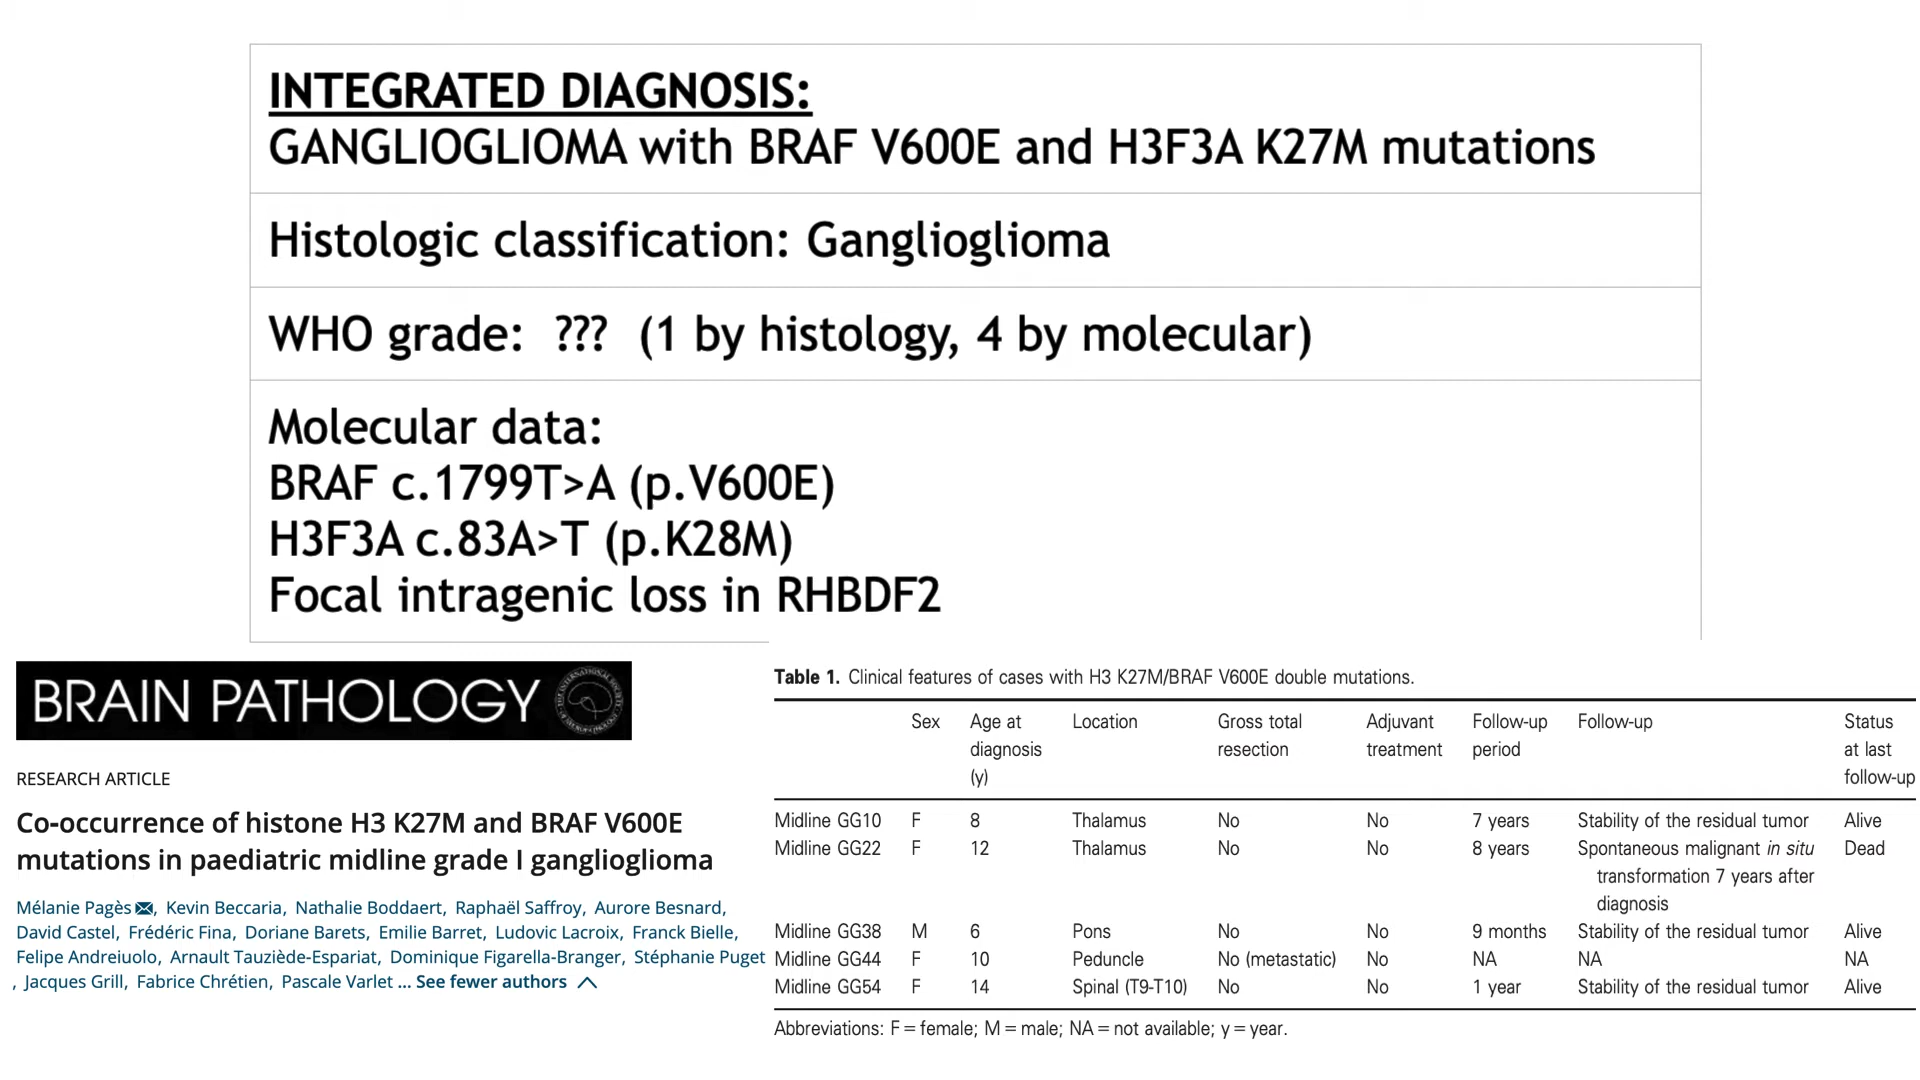 INTEGRATED DIAGNOSIS:
GANGLIOGLIOMA with BRAF V600E and H3F3A K27M mutations
Histologic classification: Ganglioglioma
WHO grade: ??? (1 by histology, 4 by molecular)
Molecular data:
BRAF c.1799T>A (p.V600E)
H3F3A c.83A>T (p.K28M)
Focal intragenic loss in RHBDF2
BRAIN PATHOLOGY
RESEARCH ARTICLE
Co-occurrence of histone H3 K27M and BRAF V600E
mutations in paediatric midline grade I ganglioglioma
Mélanie Pagès, Kevin Beccaria, Nathalie Boddaert, Raphaël Saffroy, Aurore Besnard,
David Castel, Frédéric Fina, Doriane Barets, Emilie Barret, Ludovic Lacroix, Franck Bielle,
Felipe Andreiuolo, Arnault Tauziède-Espariat, Dominique Figarella-Branger, Stéphanie Puget
, Jacques Grill, Fabrice Chrétien, Pascale Varlet ... See fewer authors
Table 1. Clinical features of cases with H3 K27M/BRAF V600E double mutations.
Sex Age at Location Gross total Adjuvant Follow-up Follow-up Status
diagnosis resection treatment period at last
(y) follow-up
Midline GG10 F 8 Thalamus No No 7 years Stability of the residual tumor Alive
Midline GG22 F 12 Thalamus No No 8 years Spontaneous malignant in situ Dead
transformation 7 years after
diagnosis
Midline GG38 M 6 Pons No No 9 months Stability of the residual tumor Alive
Midline GG44 F 10 Peduncle No (metastatic) No NA NA NA
Midline GG54 F 14 Spinal (T9-T10) No No 1 year Stability of the residual tumor Alive
Abbreviations: F = female; M = male; NA = not available; y = year.